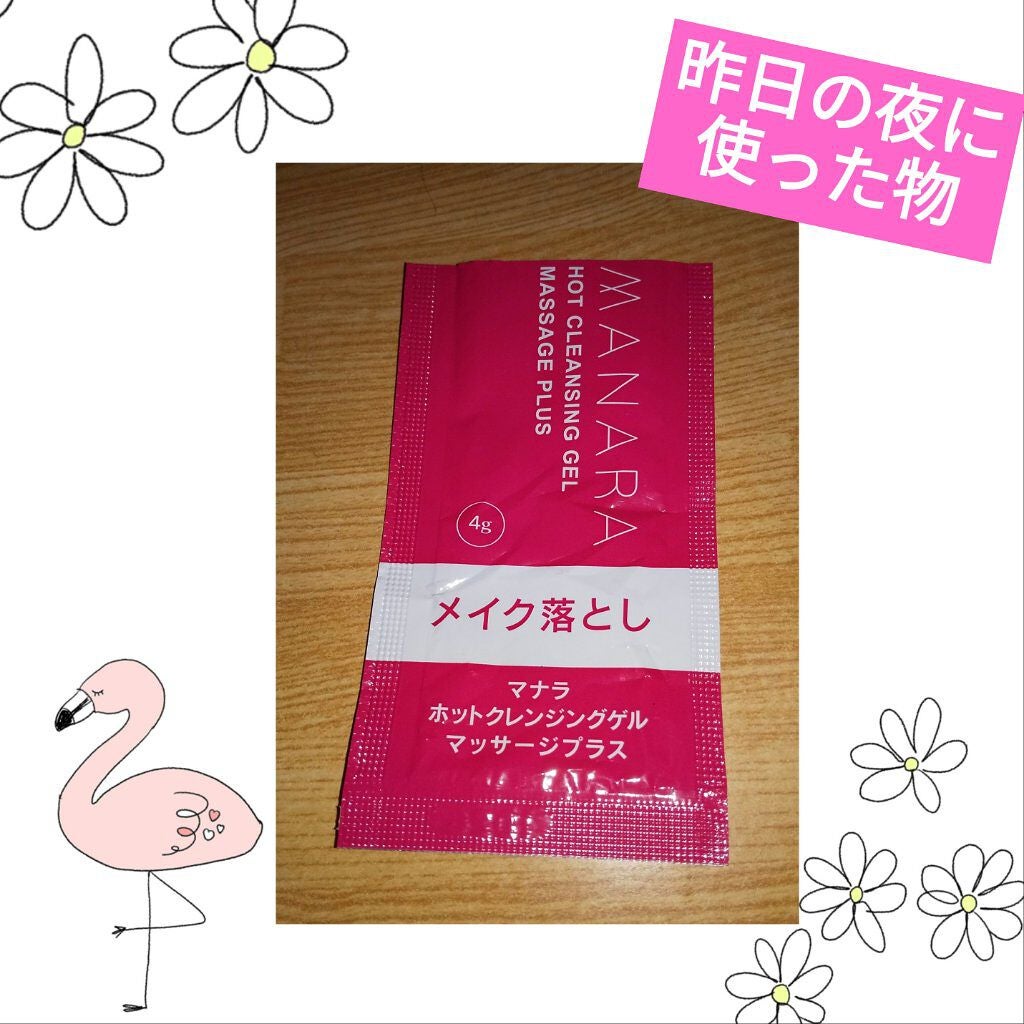 昨日の夜に
使った物
MANARA
HOT CLEANSING GEL
MASSAGE PLUS
4g
メイク落とし
マナラ
ホットクレンジングゲル
マッサージプラス